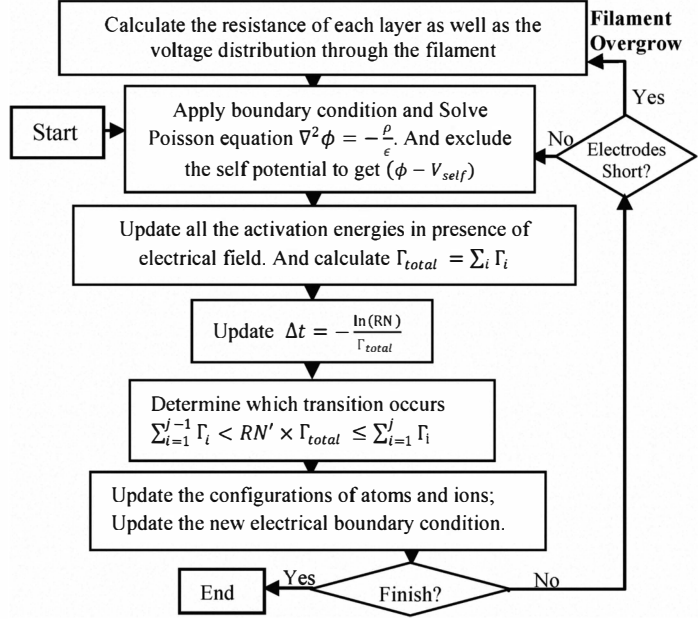 Calculate the resistance of each layer as well as the
voltage distribution through the filament
Filament
Overgrow
Yes
Start
Apply boundary condition and Solve
Poisson equation ∇²ϕ = −ρ/ϵ. And exclude
the self potential to get (ϕ − V_self)
No
Electrodes
Short?
Update all the activation energies in presence of
electrical field. And calculate Γ_total = ∑_i Γ_i
Update Δt = −ln(RN)/Γ_total
Determine which transition occurs
∑_{i=1}^{j−1} Γ_i < RN′ × Γ_total ≤ ∑_{i=1}^{j} Γ_i
Update the configurations of atoms and ions;
Update the new electrical boundary condition.
End
Yes
Finish?
No